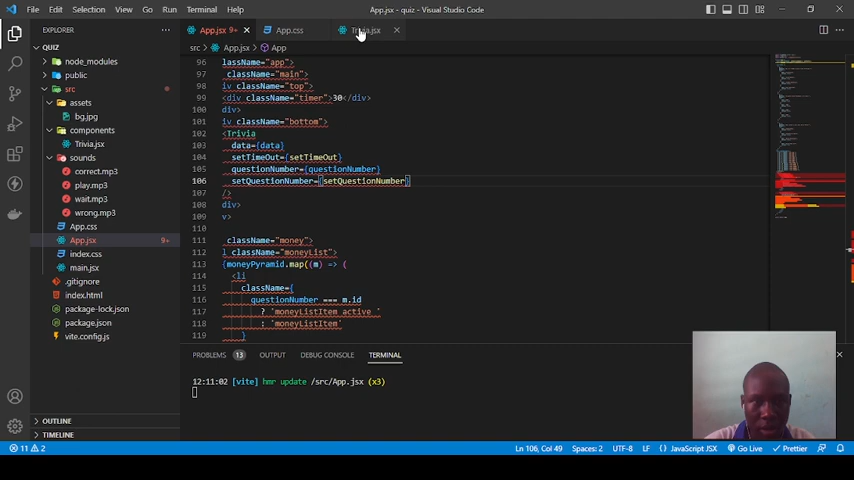 File Edit Selection View Go Run Terminal Help
App.jsx - quiz - Visual Studio Code
EXPLORER
QUIZ
node_modules
public
src
assets
bg.jpg
components
Trivia.jsx
sounds
correct.mp3
play.mp3
wait.mp3
wrong.mp3
App.css
App.jsx 9+
index.css
main.jsx
.gitignore
index.html
package-lock.json
package.json
vite.config.js
OUTLINE
TIMELINE
App.jsx 9+
App.css
Trivia.jsx
src > App.jsx > App
96 lassName="app">
97 className="main">
98 iv className="top">
99 <div className="timer">30</div>
100 div>
101 iv className="bottom">
102 <Trivia
103 data={data}
104 setTimeOut={setTimeOut}
105 questionNumber={questionNumber}
106 setQuestionNumber={setQuestionNumber}
107 />
108 div>
109 v>
110
111 className="money">
112 l className="moneyList">
113 {moneyPyramid.map((m) => (
114 <li
115 className={
116 questionNumber === m.id
117 ? 'moneyListItem active '
118 : 'moneyListItem'
119 }
PROBLEMS 13 OUTPUT DEBUG CONSOLE TERMINAL
12:11:02 [vite] hmr update /src/App.jsx (x3)
11 2
Ln 106, Col 49 Spaces: 2 UTF-8 LF JavaScript JSX Go Live Prettier